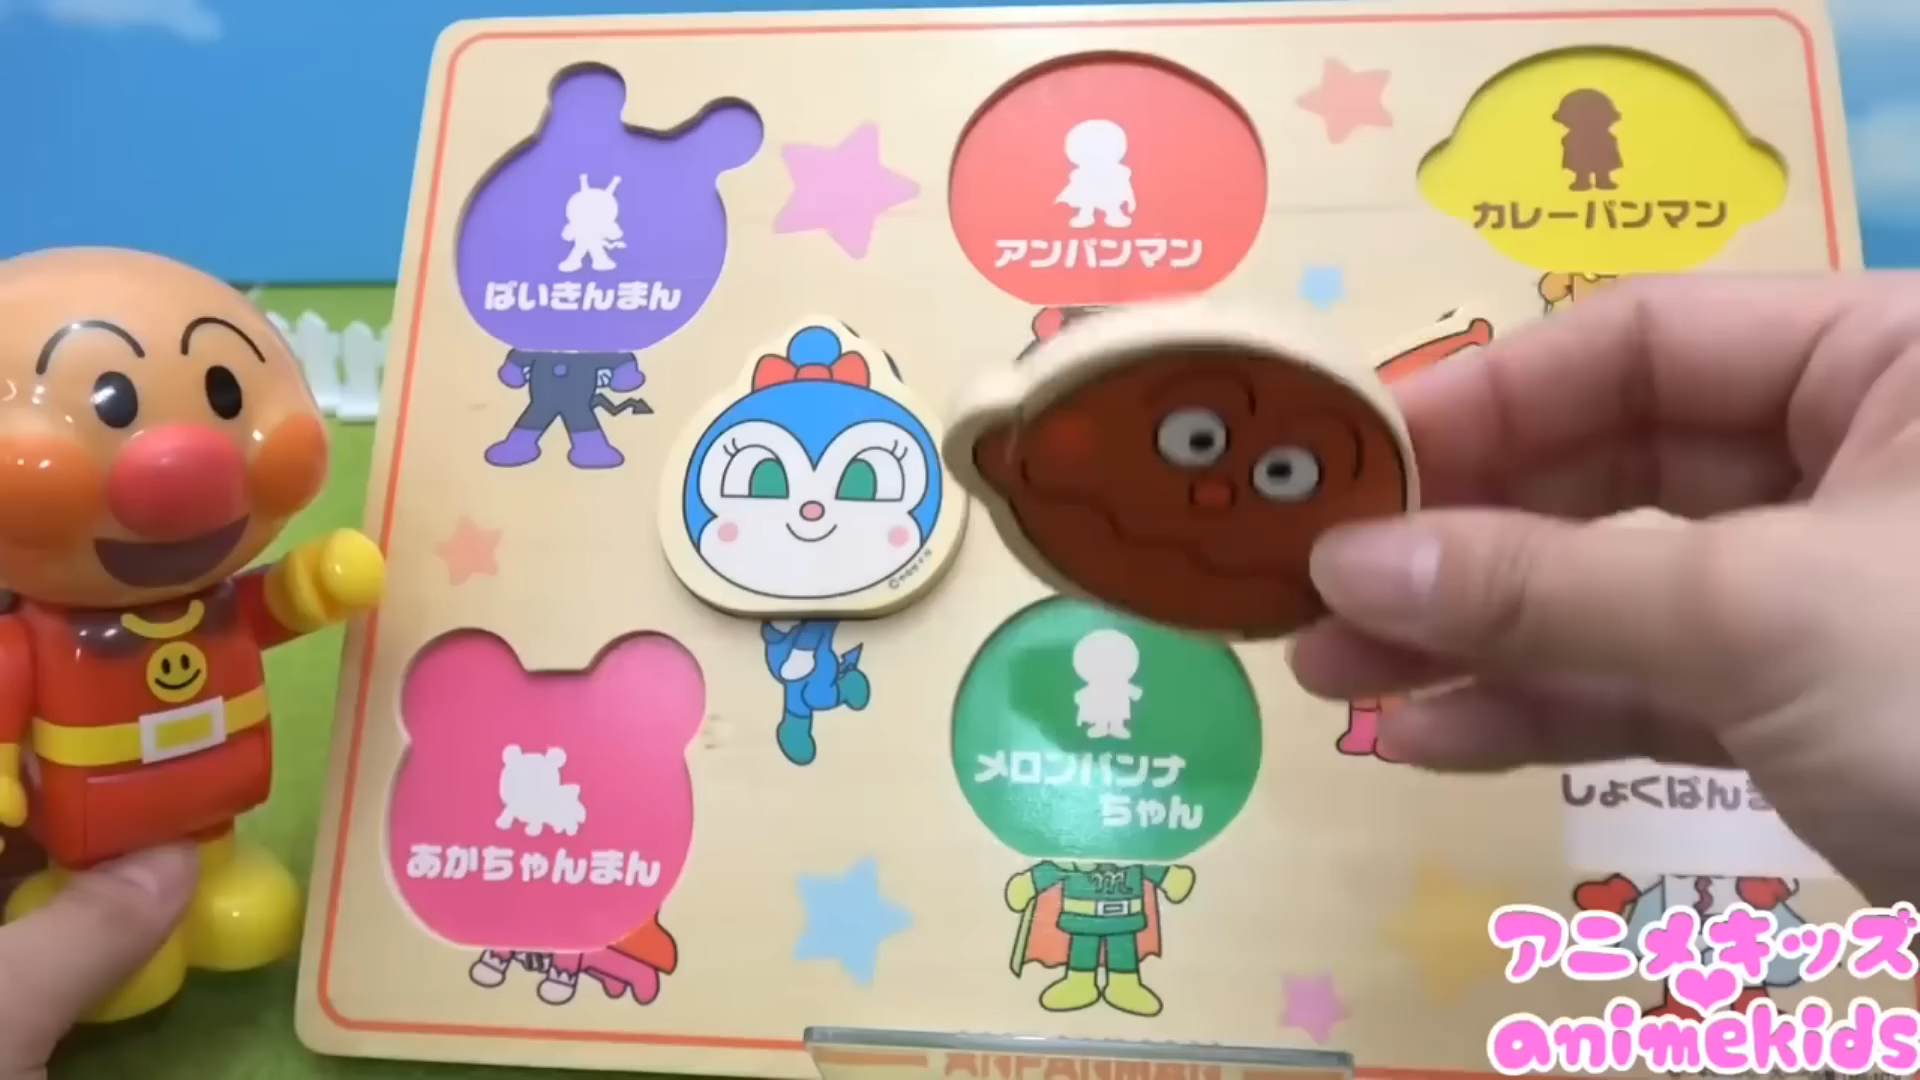 ばいきんまん
アンパンマン
カレーパンマン
メロンパンナ
ちゃん
あかちゃんまん
しょくぱん
アニメキッズ
animekids